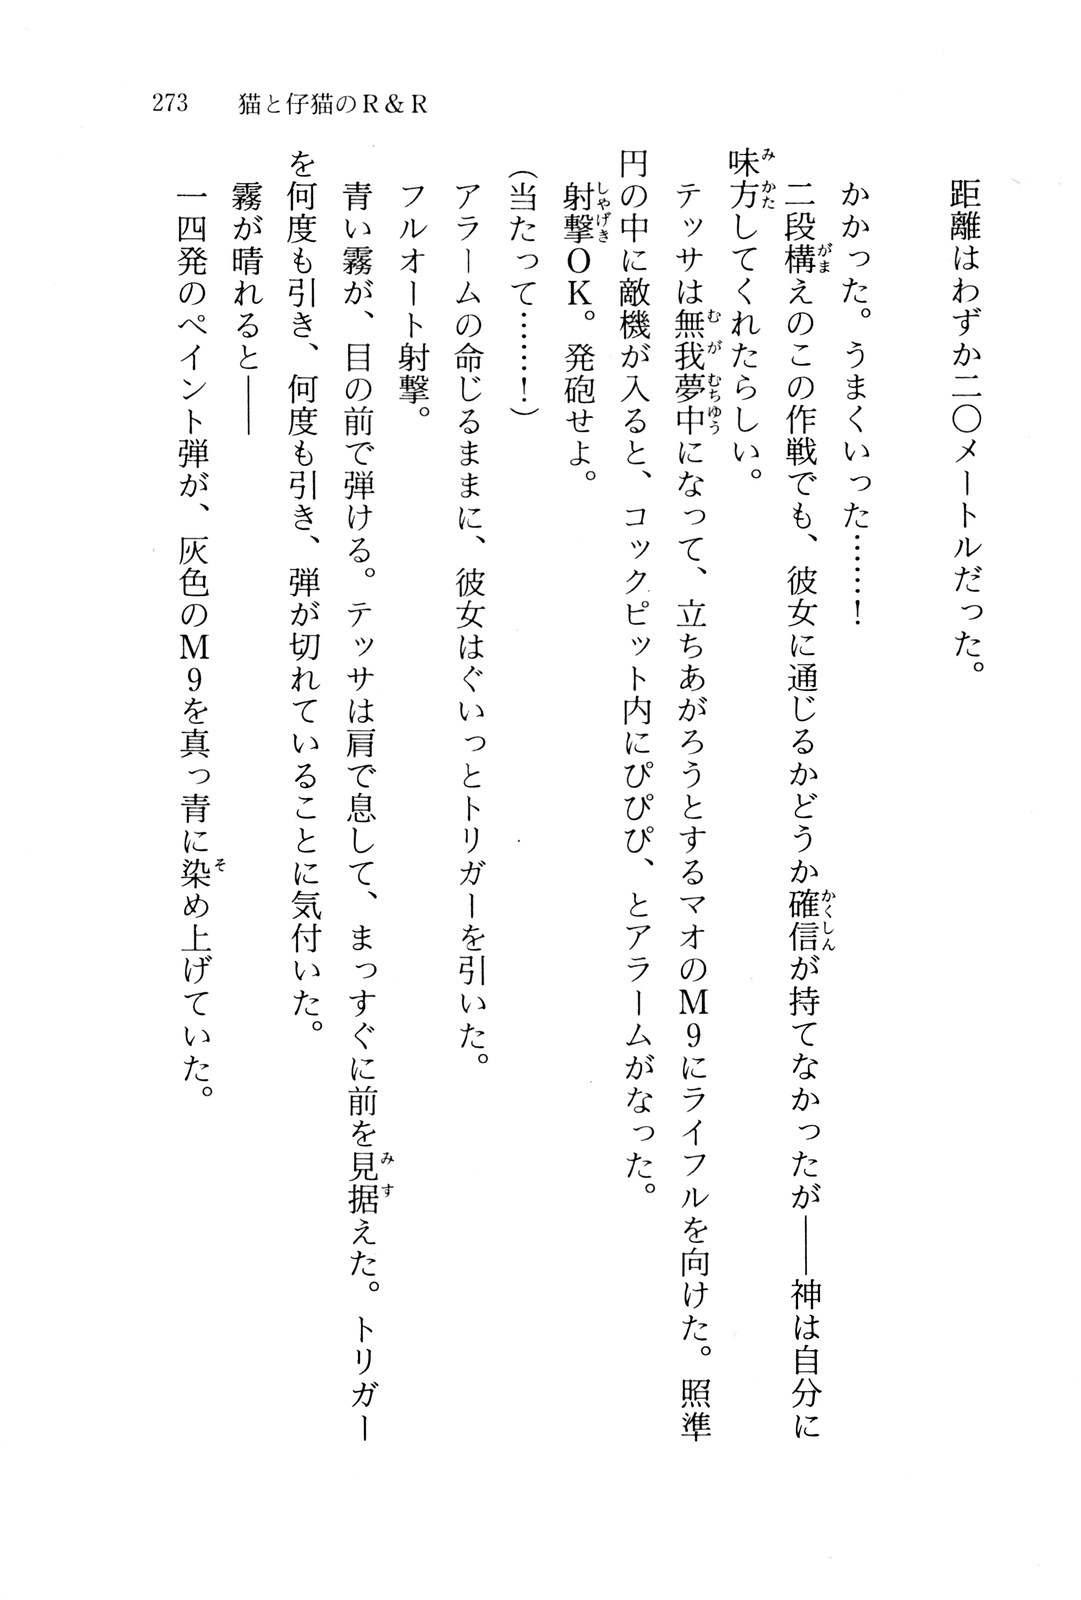 273　猫と仔猫のR＆R
距離はわずか二〇メートルだった。
かかった。うまくいった……！
二段構えのこの作戦でも、彼女に通じるかどうか確信が持てなかったが――神は自分に
味方してくれたらしい。
テッサは無我夢中になって、立ちあがろうとするマオのM9にライフルを向けた。照準
円の中に敵機が入ると、コックピット内にぴぴぴ、とアラームがなった。
射撃OK。発砲せよ。
（当たって……！）
アラームの命じるままに、彼女はぐいっとトリガーを引いた。
フルオート射撃。
青い霧が、目の前で弾ける。テッサは肩で息して、まっすぐに前を見据えた。トリガー
を何度も引き、何度も引き、弾が切れていることに気付いた。
霧が晴れると――
一四発のペイント弾が、灰色のM9を真っ青に染め上げていた。